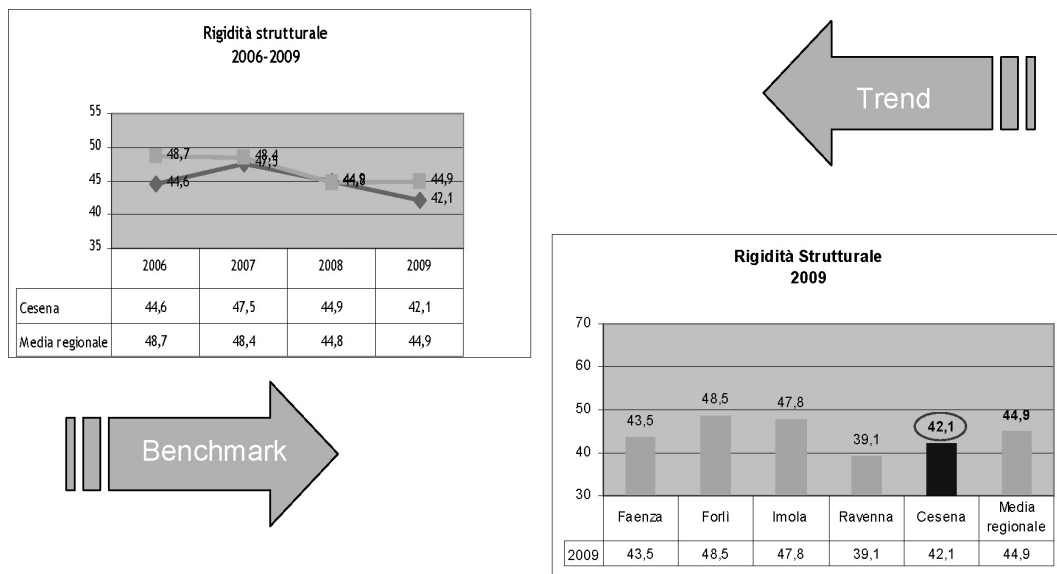 Rigidità strutturale
2006-2009
55
50
45
40
35
48,7
48,4
44,8
44,9
44,6
47,5
44,9
42,1
2006 2007 2008 2009
Cesena 44,6 47,5 44,9 42,1
Media regionale 48,7 48,4 44,8 44,9
Trend
Benchmark
Rigidità Strutturale
2009
70
60
50
40
30
43,5 48,5 47,8 39,1 42,1 44,9
Faenza Forlì Imola Ravenna Cesena Media
regionale
2009 43,5 48,5 47,8 39,1 42,1 44,9